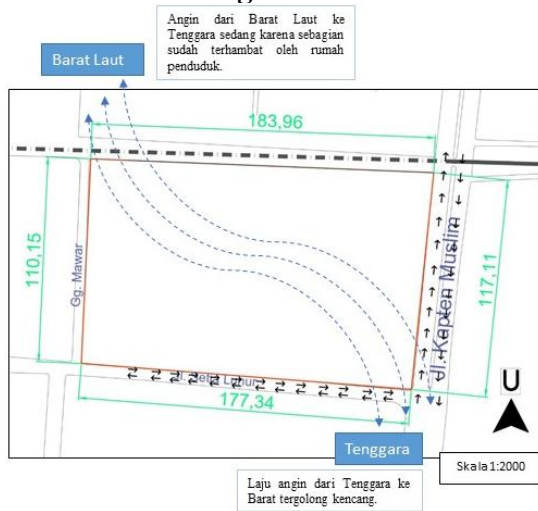 Angin dari Barat Laut ke
Tenggara sedang karena sebagian
sudah terhambat oleh rumah
penduduk.
Barat Laut
183,96
110,15
Gg. Mawar
Jl. Kapten Muslim
117,11
Luhur
177,34
U
Tenggara
Skala 1:2000
Laju angin dari Tenggara ke
Barat tergolong kencang.